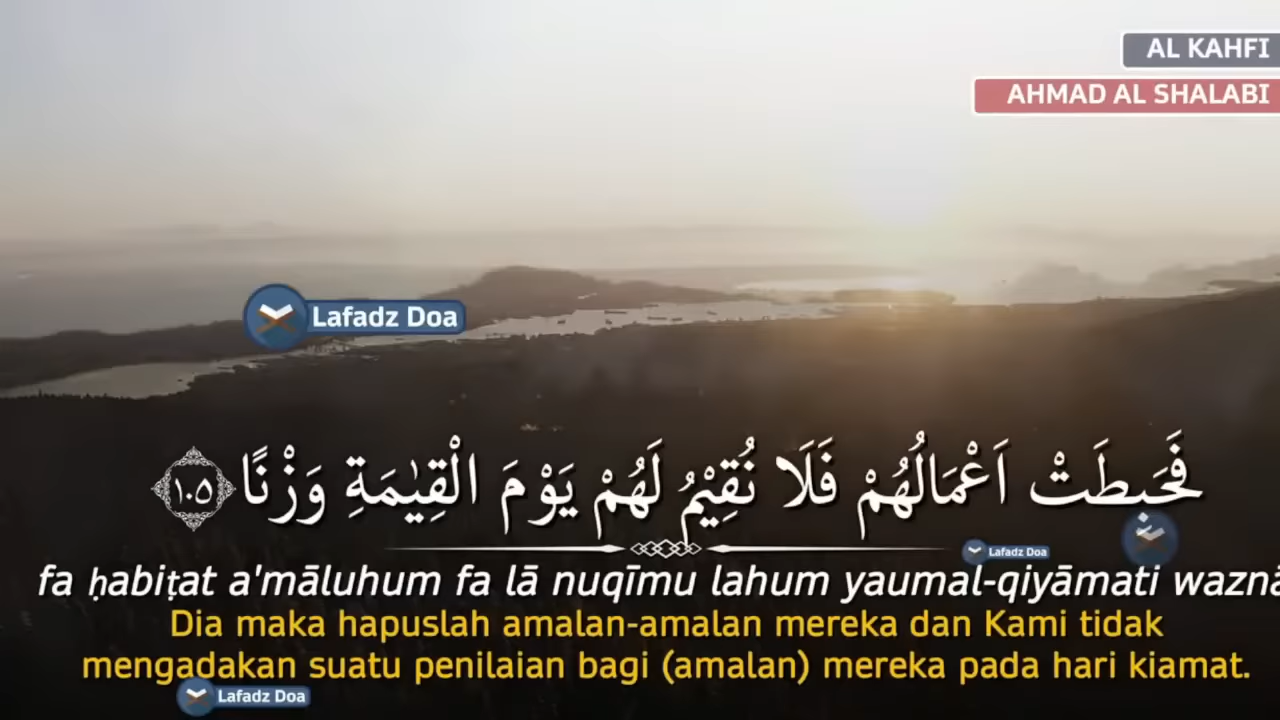 AL KAHFI
AHMAD AL SHALABI
Lafadz Doa
فَحَبِطَتْ اَعْمَالُهُمْ فَلَا نُقِيْمُ لَهُمْ يَوْمَ الْقِيٰمَةِ وَزْنًا ١٠٥
Lafadz Doa
fa ḥabiṭat a'māluhum fa lā nuqīmu lahum yaumal-qiyāmati waznā
Dia maka hapuslah amalan-amalan mereka dan Kami tidak
mengadakan suatu penilaian bagi (amalan) mereka pada hari kiamat.
Lafadz Doa